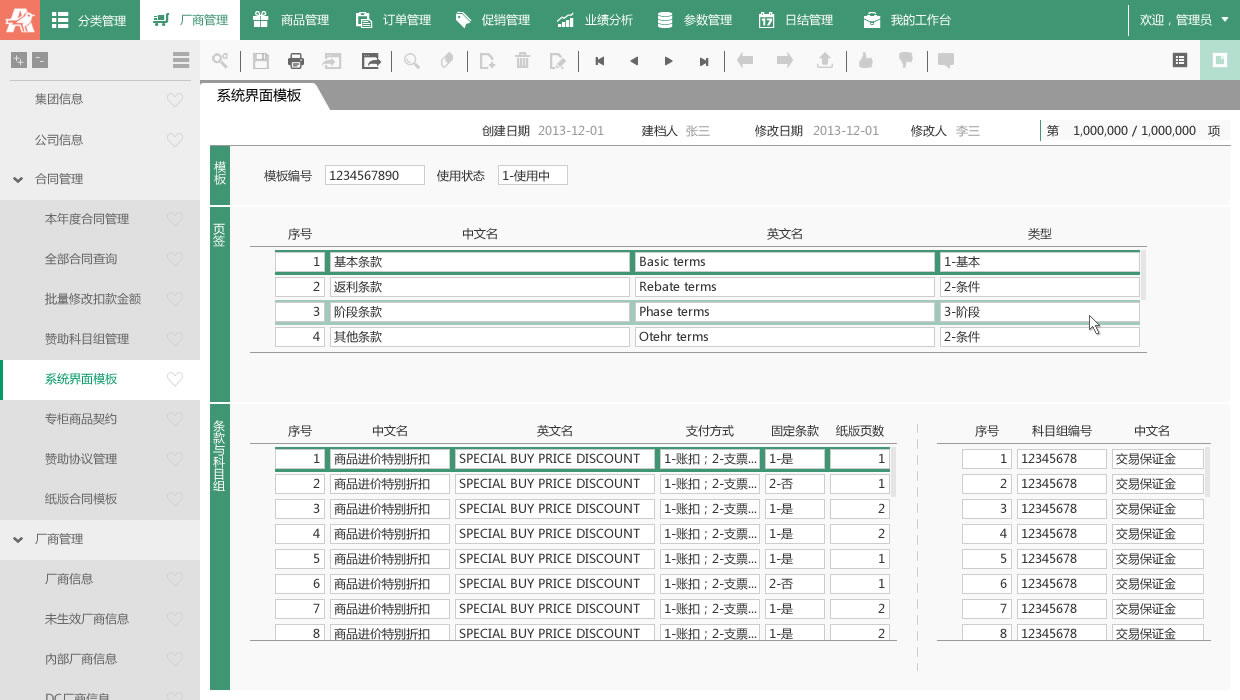 分类管理 厂商管理 商品管理 订单管理 促销管理 业绩分析 参数管理 日结管理 我的工作台 欢迎，管理员
集团信息
公司信息
合同管理
本年度合同管理
全部合同查询
批量修改扣款金额
赞助科目组管理
系统界面模板
专柜商品契约
赞助协议管理
纸版合同模板
厂商管理
厂商信息
未生效厂商信息
内部厂商信息
DC厂商信息
系统界面模板
创建日期 2013-12-01 建档人 张三 修改日期 2013-12-01 修改人 李三 第 1,000,000 / 1,000,000 项
模板
模板编号 1234567890 使用状态 1-使用中
页签
序号 中文名 英文名 类型
1 基本条款 Basic terms 1-基本
2 返利条款 Rebate terms 2-条件
3 阶段条款 Phase terms 3-阶段
4 其他条款 Otehr terms 2-条件
条款与科目组
序号 中文名 英文名 支付方式 固定条款 纸版页数
1 商品进价特别折扣 SPECIAL BUY PRICE DISCOUNT 1-账扣；2-支票... 1-是 1
2 商品进价特别折扣 SPECIAL BUY PRICE DISCOUNT 1-账扣；2-支票... 2-否 1
3 商品进价特别折扣 SPECIAL BUY PRICE DISCOUNT 1-账扣；2-支票... 1-是 2
4 商品进价特别折扣 SPECIAL BUY PRICE DISCOUNT 1-账扣；2-支票... 1-是 2
5 商品进价特别折扣 SPECIAL BUY PRICE DISCOUNT 1-账扣；2-支票... 1-是 1
6 商品进价特别折扣 SPECIAL BUY PRICE DISCOUNT 1-账扣；2-支票... 2-否 1
7 商品进价特别折扣 SPECIAL BUY PRICE DISCOUNT 1-账扣；2-支票... 1-是 2
8 商品进价特别折扣 SPECIAL BUY PRICE DISCOUNT 1-账扣；2-支票... 1-是 2
序号 科目组编号 中文名
1 12345678 交易保证金
2 12345678 交易保证金
3 12345678 交易保证金
4 12345678 交易保证金
5 12345678 交易保证金
6 12345678 交易保证金
7 12345678 交易保证金
8 12345678 交易保证金